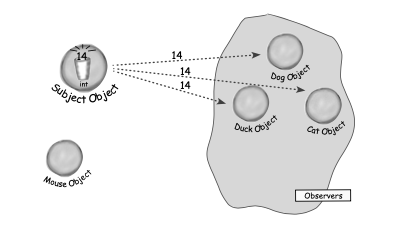 14
int
Subject Object
14
14
14
Dog Object
Duck Object
Cat Object
Mouse Object
Observers